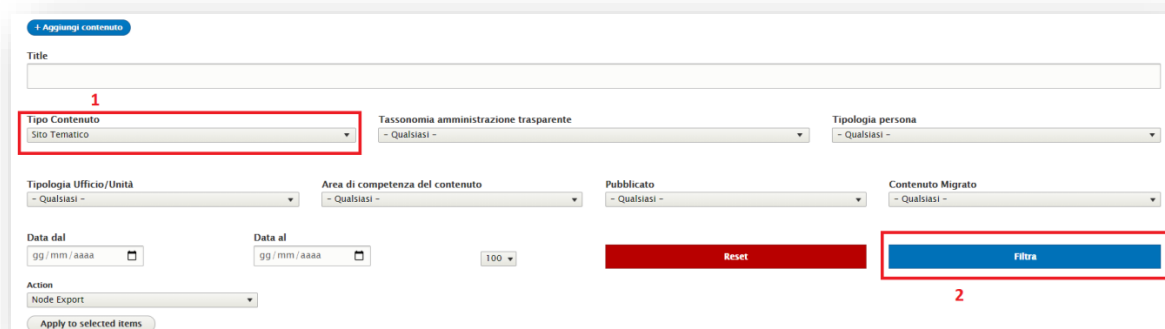 + Aggiungi contenuto
Title
1
Tipo Contenuto Tassonomia amministrazione trasparente Tipologia persona
Sito Tematico - Qualsiasi - - Qualsiasi -
Tipologia Ufficio/Unità Area di competenza del contenuto Pubblicato Contenuto Migrato
- Qualsiasi - - Qualsiasi - - Qualsiasi - - Qualsiasi -
Data dal Data al
gg/mm/aaaa gg/mm/aaaa 100 Reset Filtra
Action 2
Node Export
Apply to selected items